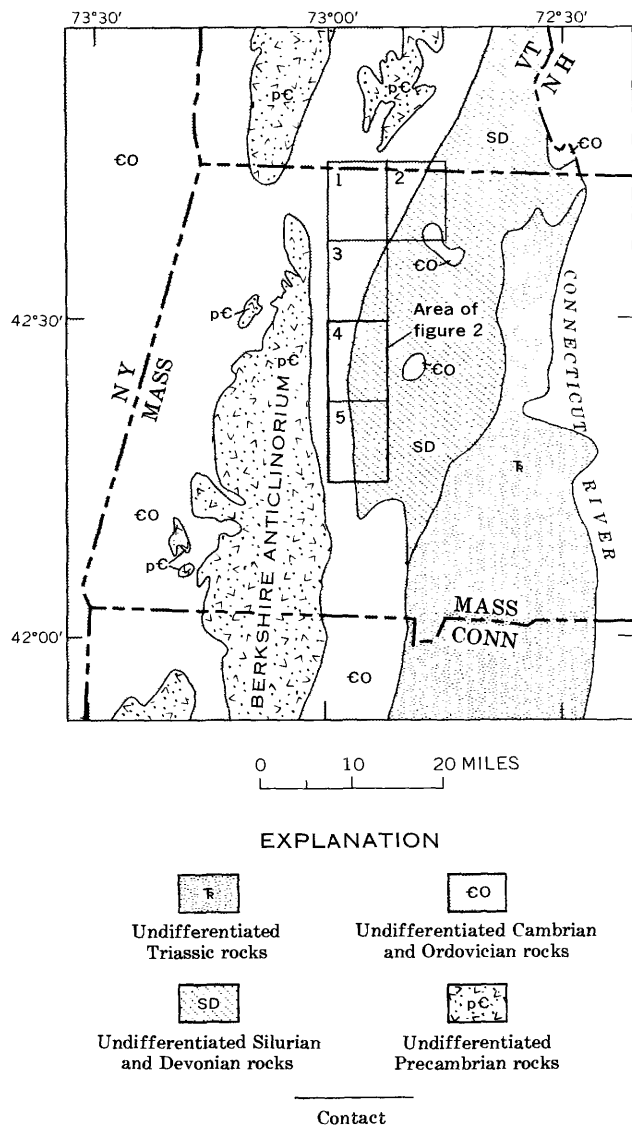 73°30' 73°00' 72°30'
VT
N H
p€
p€
SD
€O
€O
1 2
3
€O
p€
42°30'
Area of
figure 2
4
p€
€O
N Y
MASS
CONNECTICUT RIVER
5
SD
BERKSHIRE ANTICLINORIUM
Ꞧ
€O
p€
MASS
CONN
42°00'
€O
0 10 20 MILES
EXPLANATION
Ꞧ
Undifferentiated
Triassic rocks
€O
Undifferentiated Cambrian
and Ordovician rocks
SD
Undifferentiated Silurian
and Devonian rocks
p€
Undifferentiated
Precambrian rocks
Contact